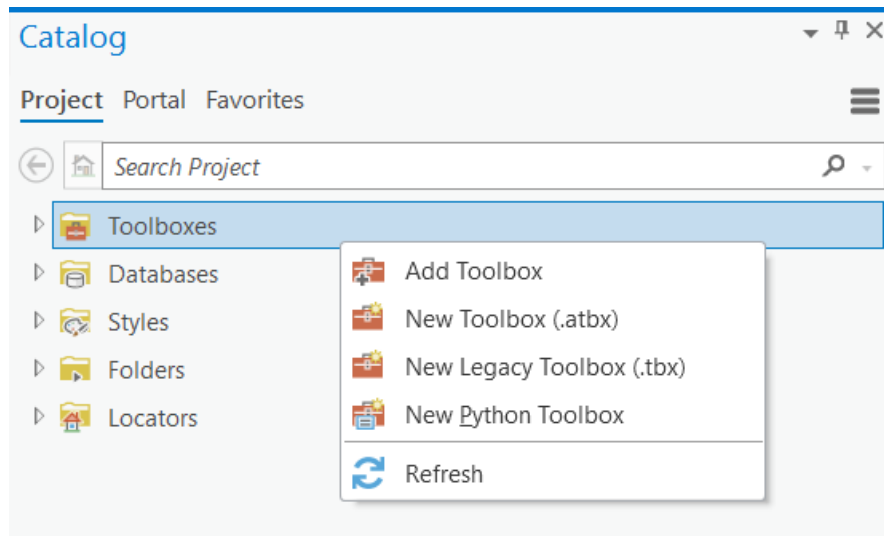 Catalog
Project Portal Favorites
Search Project
Toolboxes
Databases
Styles
Folders
Locators
Add Toolbox
New Toolbox (.atbx)
New Legacy Toolbox (.tbx)
New Python Toolbox
Refresh